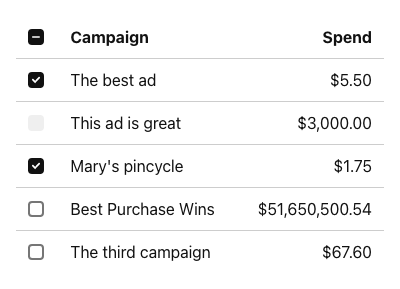 Campaign Spend
The best ad $5.50
This ad is great $3,000.00
Mary's pincycle $1.75
Best Purchase Wins $51,650,500.54
The third campaign $67.60